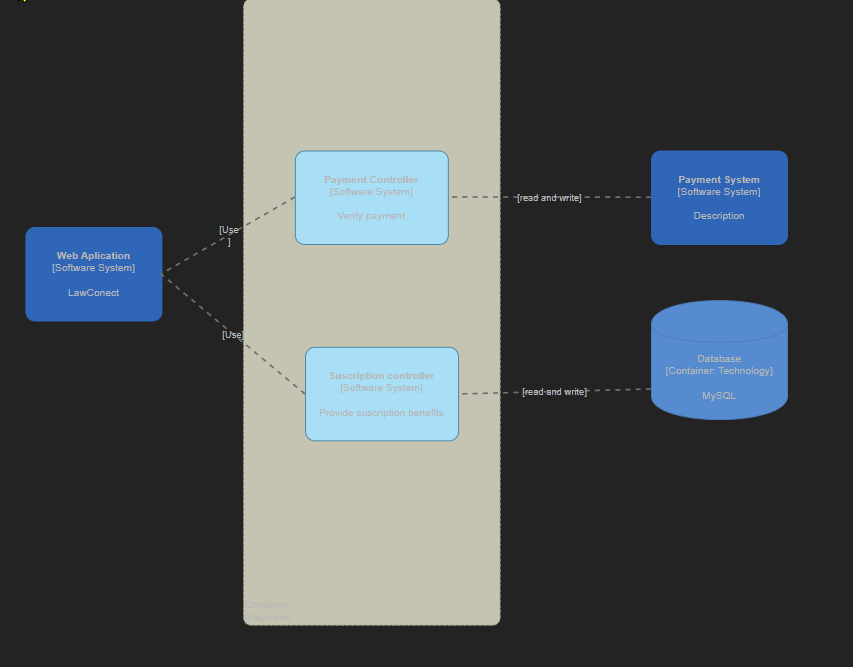 Payment Controller
[Software System]
Verify payment
Payment System
[Software System]
Description
[read and write]
[Use
]
Web Aplication
[Software System]
LawConect
[Use]
Suscription controller
[Software System]
Provide suscription benefits
[read and write]
Database
[Container: Technology]
MySQL
Container
[Payment]